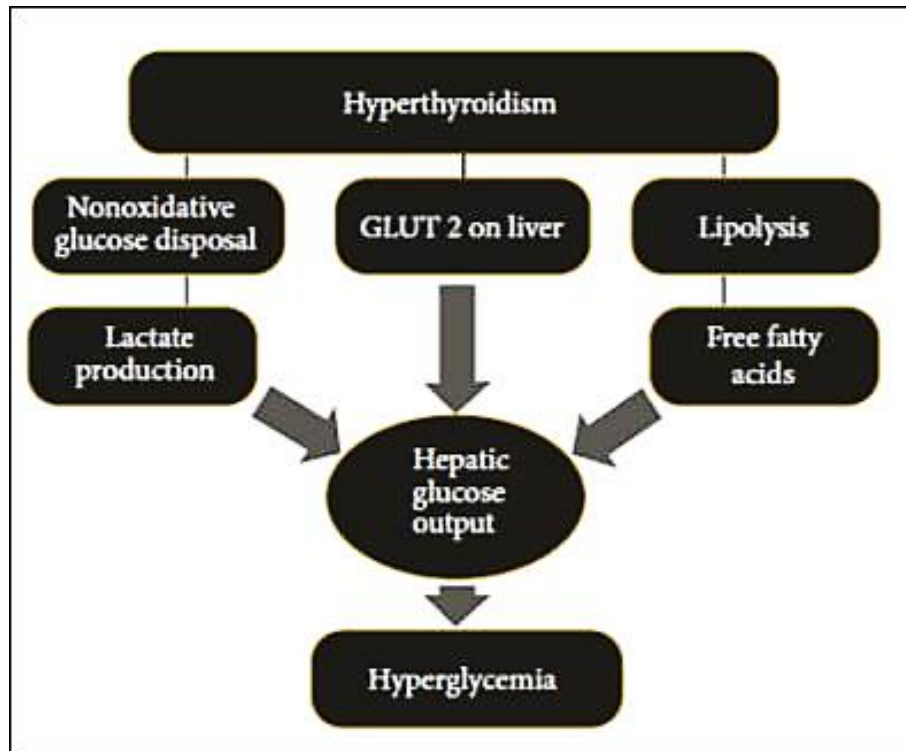 Hyperthyroidism
Nonoxidative
glucose disposal
GLUT 2 on liver
Lipolysis
Lactate
production
Free fatty
acids
Hepatic
glucose
output
Hyperglycemia